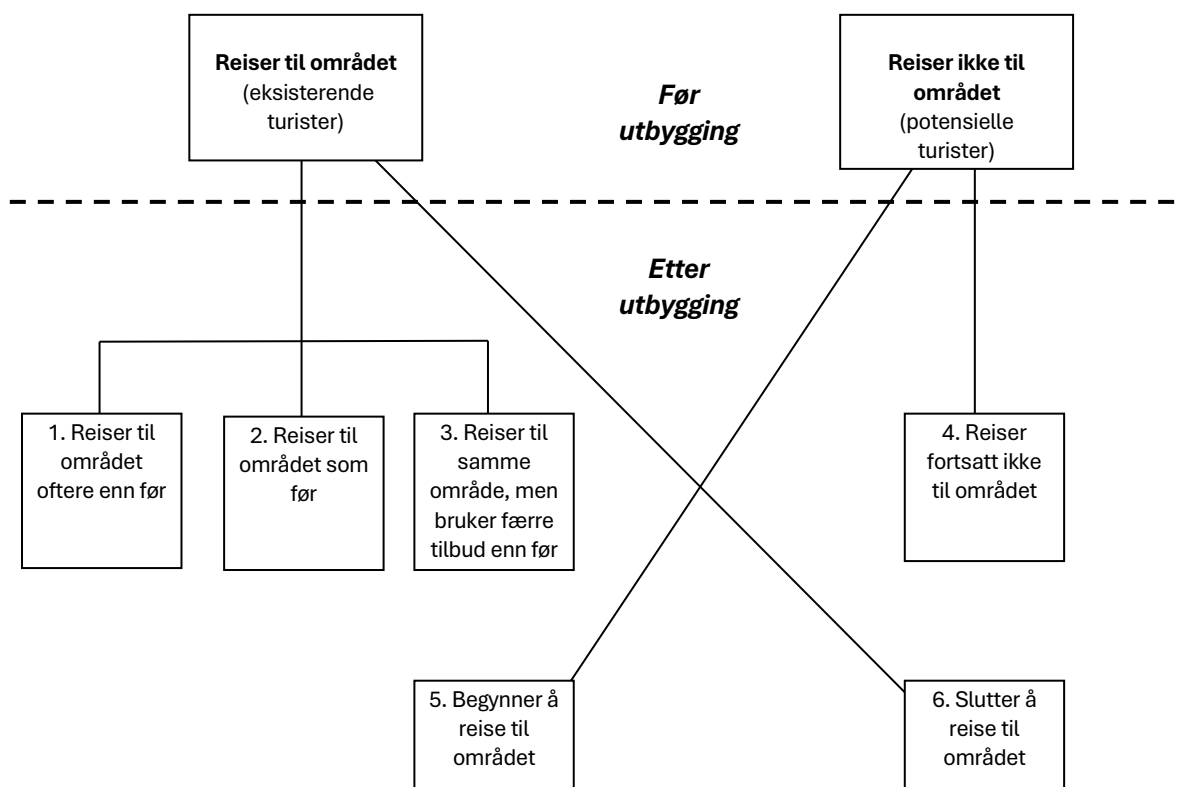 Reiser til området
(eksisterende
turister)
Før
utbygging
Reiser ikke til
området
(potensielle
turister)
Etter
utbygging
1. Reiser til
området
oftere enn før
2. Reiser til
området som
før
3. Reiser til
samme
område, men
bruker færre
tilbud enn før
4. Reiser
fortsatt ikke
til området
5. Begynner å
reise til
området
6. Slutter å
reise til
området